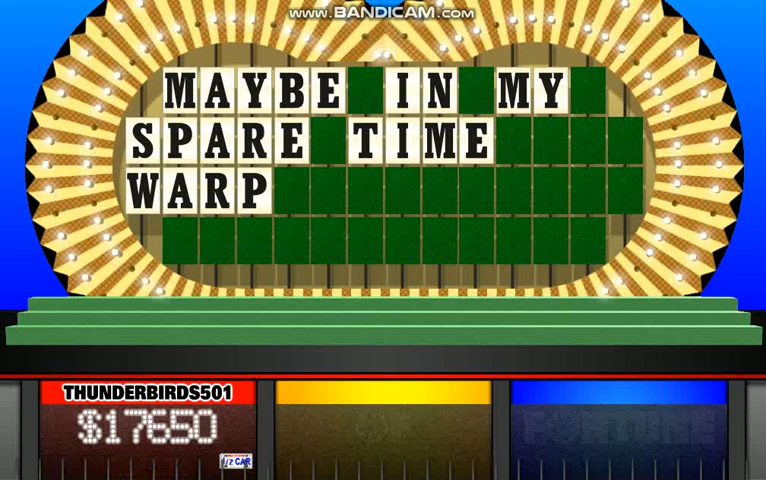 www.BANDICAM.com
MAYBE IN MY
SPARE TIME
WARP
THUNDERBIRDS501
$17650